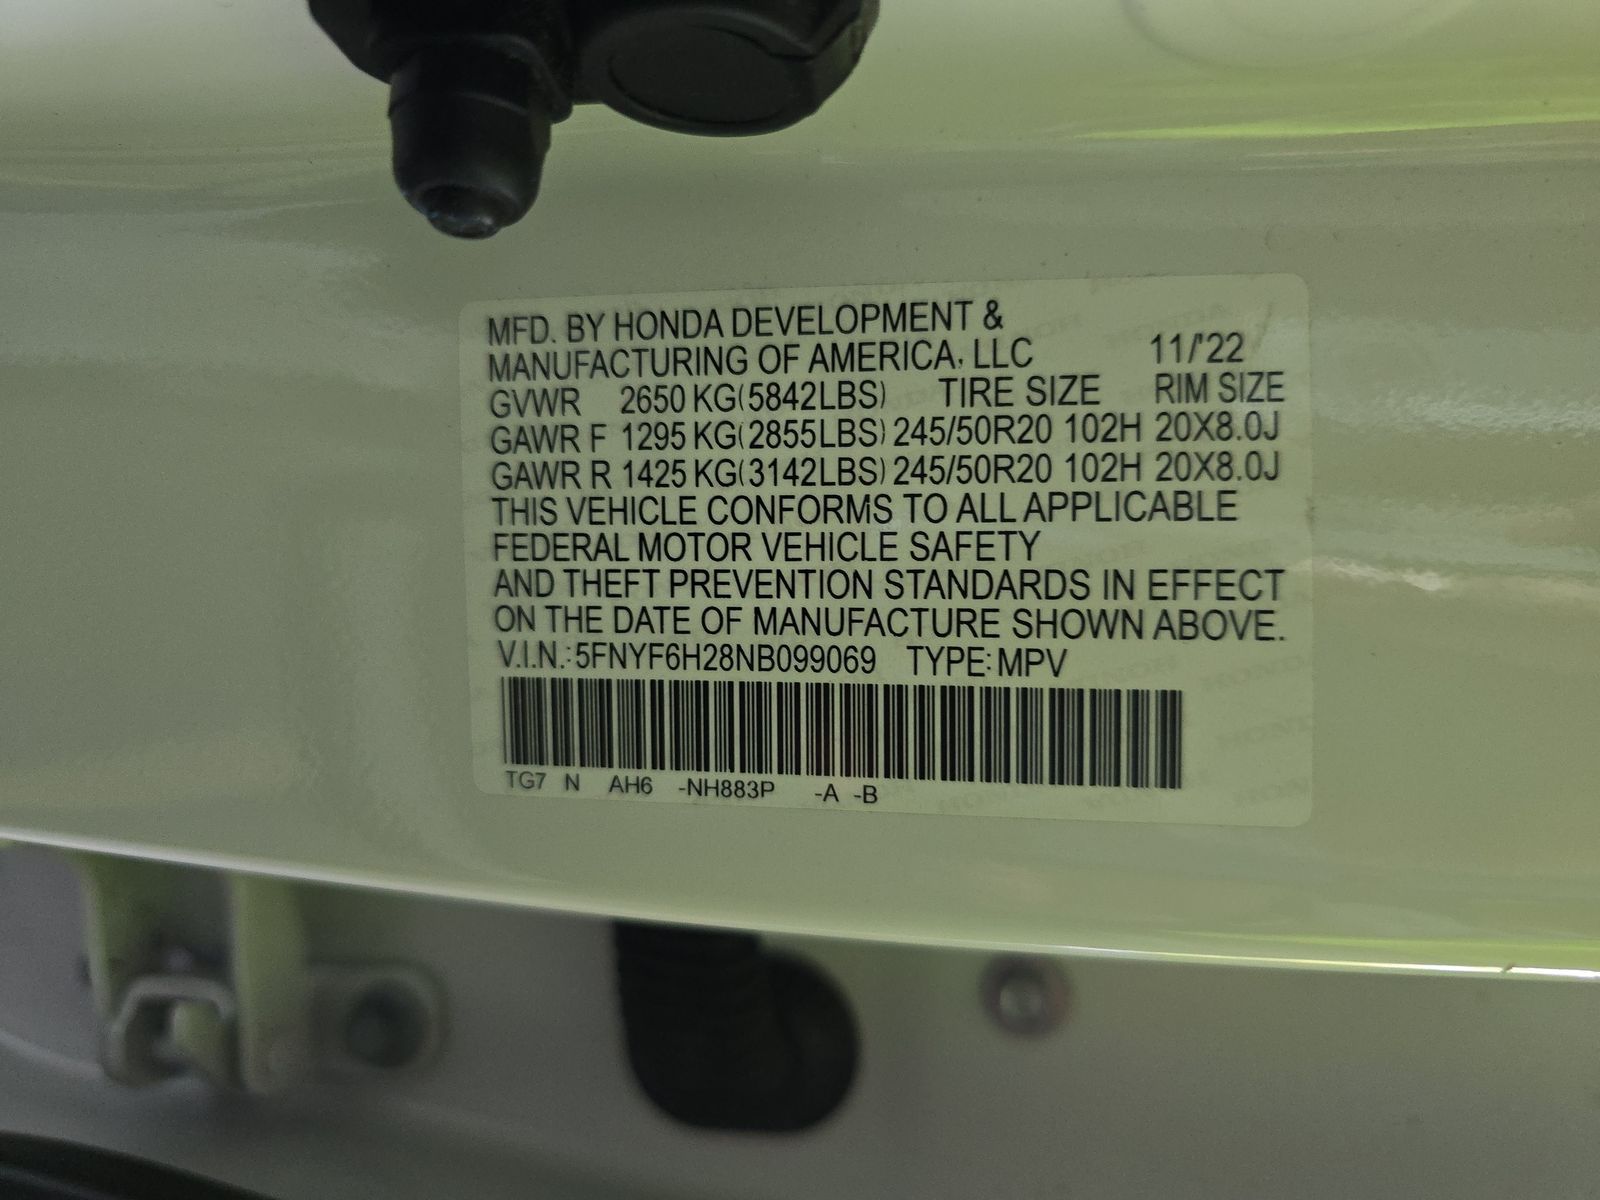 MFD. BY HONDA DEVELOPMENT &
MANUFACTURING OF AMERICA, LLC 11/'22
GVWR 2650 KG(5842LBS) TIRE SIZE RIM SIZE
GAWR F 1295 KG(2855LBS) 245/50R20 102H 20X8.0J
GAWR R 1425 KG(3142LBS) 245/50R20 102H 20X8.0J
THIS VEHICLE CONFORMS TO ALL APPLICABLE
FEDERAL MOTOR VEHICLE SAFETY
AND THEFT PREVENTION STANDARDS IN EFFECT
ON THE DATE OF MANUFACTURE SHOWN ABOVE.
V.I.N.: 5FNYF6H28NB099069 TYPE: MPV
TG7 N AH6 -NH883P -A -B